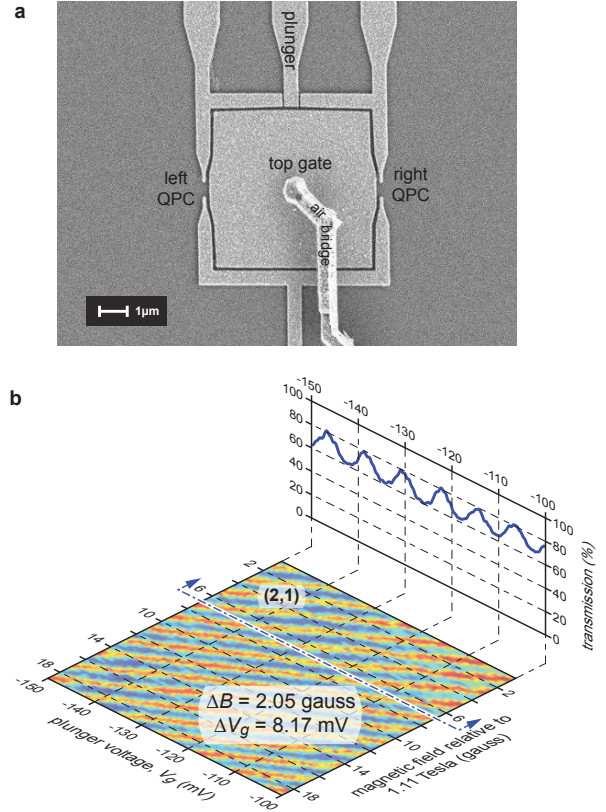 a
plunger
left
QPC
top gate
right
QPC
air bridge
1µm
b
-150
-140
-130
-120
-110
-100
100
80
60
40
20
0
100
80
60
40
20
0
transmission (%)
2
6
10
14
18
(2,1)
ΔB = 2.05 gauss
ΔVg = 8.17 mV
-150
-140
-130
-120
-110
-100
plunger voltage, Vg (mV)
2
6
10
14
18
magnetic field relative to
1.11 Tesla (gauss)